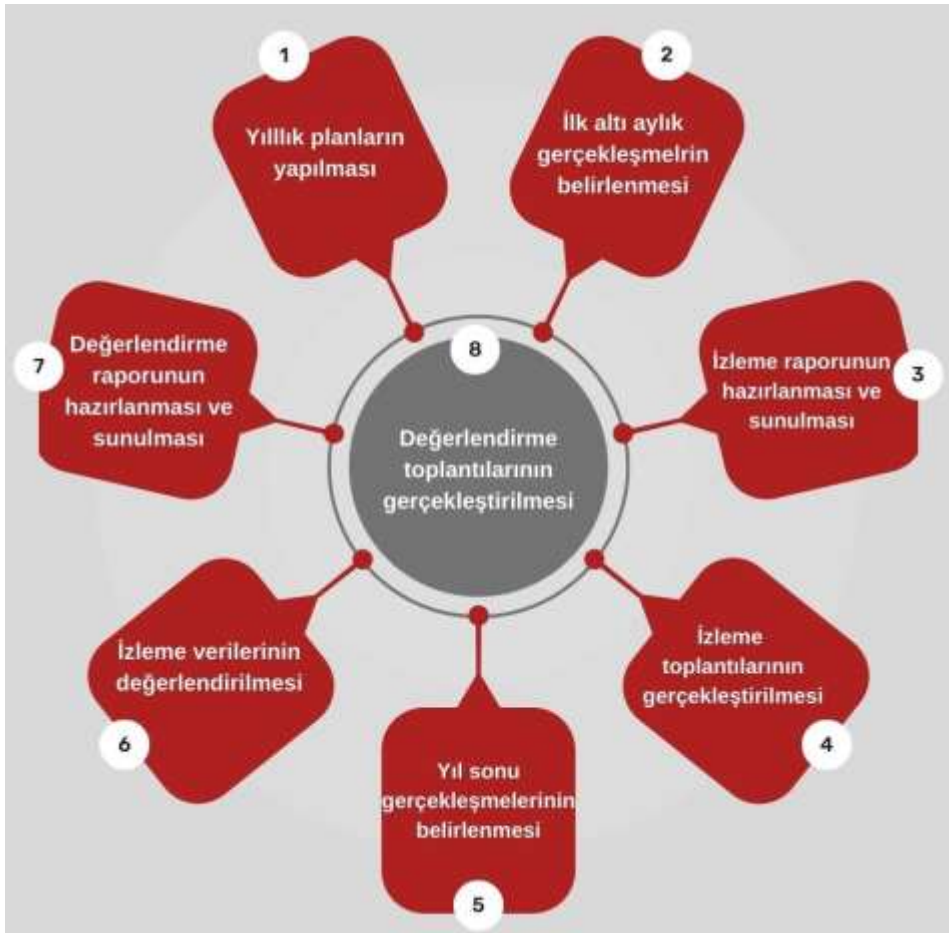 1
Yılllık planların
yapılması
2
İlk altı aylık
gerçekleşmelrin
belirlenmesi
3
İzleme raporunun
hazırlanması ve
sunulması
4
İzleme
toplantılarının
gerçekleştirilmesi
5
Yıl sonu
gerçekleşmelerinin
belirlenmesi
6
İzleme verilerinin
değerlendirilmesi
7
Değerlendirme
raporunun
hazırlanması ve
sunulması
8
Değerlendirme
toplantılarının
gerçekleştirilmesi